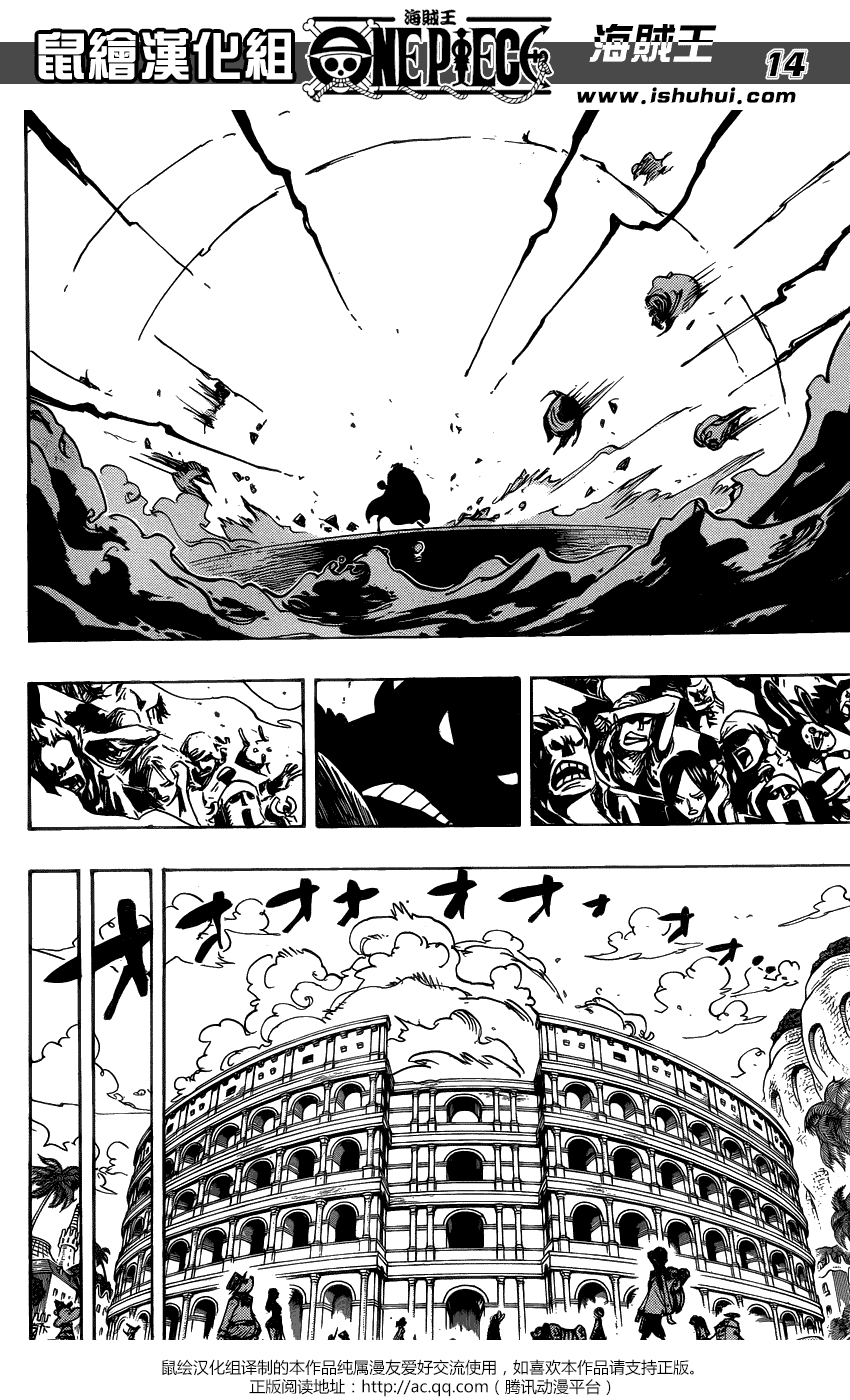 鼠繪漢化組
海賊王
ONE PIECE
海賊王
14
www.ishuhui.com
オオオオオオオオ
鼠绘汉化组译制的本作品纯属漫友爱好交流使用，如喜欢本作品请支持正版。
正版阅读地址：http://ac.qq.com（腾讯动漫平台）